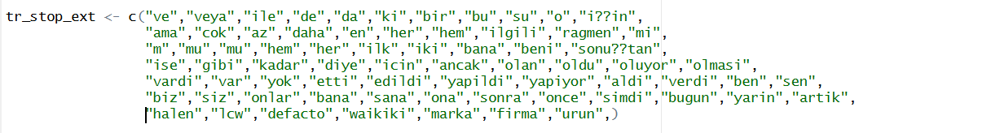 tr_stop_ext <- c("ve","veya","ile","de","da","ki","bir","bu","su","o","i??in",
"ama","cok","az","daha","en","her","hem","ilgili","ragmen","mi",
"m","mu","mu","hem","her","ilk","iki","bana","beni","sonu??tan",
"ise","gibi","kadar","diye","icin","ancak","olan","oldu","oluyor","olmasi",
"vardi","var","yok","etti","edildi","yapildi","yapiyor","aldi","verdi","ben","sen",
"biz","siz","onlar","bana","sana","ona","sonra","once","simdi","bugun","yarin","artik",
"halen","lcw","defacto","waikiki","marka","firma","urun",)